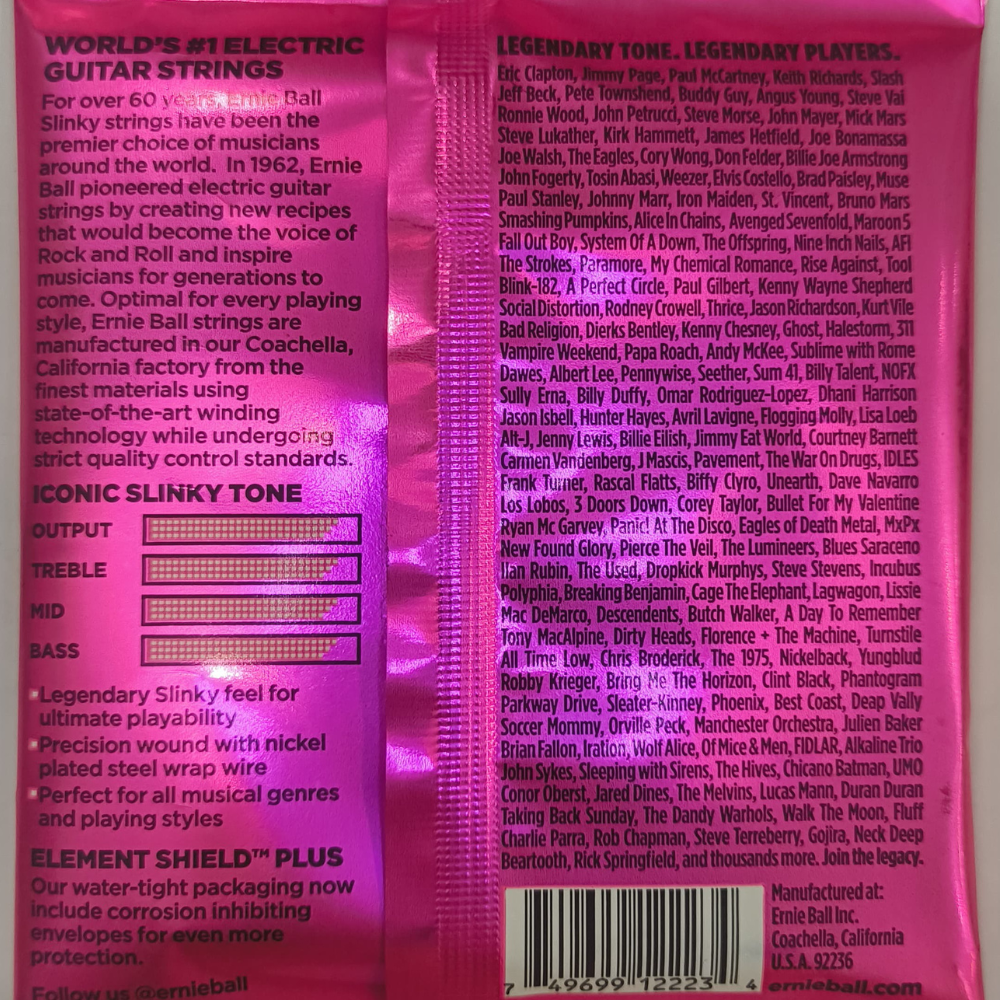 WORLD'S #1 ELECTRIC
GUITAR STRINGS
For over 60 years, Ernie Ball
Slinky strings have been the
premier choice of musicians
around the world. In 1962, Ernie
Ball pioneered electric guitar
strings by creating new recipes
that would become the voice of
Rock and Roll and inspire
musicians for generations to
come. Optimal for every playing
style, Ernie Ball strings are
manufactured in our Coachella,
California factory from the
finest materials using
state-of-the-art winding
technology while undergoing
strict quality control standards.
ICONIC SLINKY TONE
OUTPUT
TREBLE
MID
BASS
▪Legendary Slinky feel for
ultimate playability
▪Precision wound with nickel
plated steel wrap wire
▪Perfect for all musical genres
and playing styles
ELEMENT SHIELD™ PLUS
Our water-tight packaging now
include corrosion inhibiting
envelopes for even more
protection.
Follow us @ernieball
LEGENDARY TONE. LEGENDARY PLAYERS.
Eric Clapton, Jimmy Page, Paul McCartney, Keith Richards, Slash
Jeff Beck, Pete Townshend, Buddy Guy, Angus Young, Steve Vai
Ronnie Wood, John Petrucci, Steve Morse, John Mayer, Mick Mars
Steve Lukather, Kirk Hammett, James Hetfield, Joe Bonamassa
Joe Walsh, The Eagles, Cory Wong, Don Felder, Billie Joe Armstrong
John Fogerty, Tosin Abasi, Weezer, Elvis Costello, Brad Paisley, Muse
Paul Stanley, Johnny Marr, Iron Maiden, St. Vincent, Bruno Mars
Smashing Pumpkins, Alice In Chains, Avenged Sevenfold, Maroon 5
Fall Out Boy, System Of A Down, The Offspring, Nine Inch Nails, AFI
The Strokes, Paramore, My Chemical Romance, Rise Against, Tool
Blink-182, A Perfect Circle, Paul Gilbert, Kenny Wayne Shepherd
Social Distortion, Rodney Crowell, Thrice, Jason Richardson, Kurt Vile
Bad Religion, Dierks Bentley, Kenny Chesney, Ghost, Halestorm, 311
Vampire Weekend, Papa Roach, Andy McKee, Sublime with Rome
Dawes, Albert Lee, Pennywise, Seether, Sum 41, Billy Talent, NOFX
Sully Erna, Billy Duffy, Omar Rodriguez-Lopez, Dhani Harrison
Jason Isbell, Hunter Hayes, Avril Lavigne, Flogging Molly, Lisa Loeb
Alt-J, Jenny Lewis, Billie Eilish, Jimmy Eat World, Courtney Barnett
Carmen Vandenberg, J Mascis, Pavement, The War On Drugs, IDLES
Frank Turner, Rascal Flatts, Biffy Clyro, Unearth, Dave Navarro
Los Lobos, 3 Doors Down, Corey Taylor, Bullet For My Valentine
Ryan Mc Garvey, Panic! At The Disco, Eagles of Death Metal, MxPx
New Found Glory, Pierce The Veil, The Lumineers, Blues Saraceno
Ilan Rubin, The Used, Dropkick Murphys, Steve Stevens, Incubus
Polyphia, Breaking Benjamin, Cage The Elephant, Lagwagon, Lissie
Mac DeMarco, Descendents, Butch Walker, A Day To Remember
Tony MacAlpine, Dirty Heads, Florence + The Machine, Turnstile
All Time Low, Chris Broderick, The 1975, Nickelback, Yungblud
Robby Krieger, Bring Me The Horizon, Clint Black, Phantogram
Parkway Drive, Sleater-Kinney, Phoenix, Best Coast, Deap Vally
Soccer Mommy, Orville Peck, Manchester Orchestra, Julien Baker
Brian Fallon, Iration, Wolf Alice, Of Mice & Men, FIDLAR, Alkaline Trio
John Sykes, Sleeping with Sirens, The Hives, Chicano Batman, UMO
Conor Oberst, Jared Dines, The Melvins, Lucas Mann, Duran Duran
Taking Back Sunday, The Dandy Warhols, Walk The Moon, Fluff
Charlie Parra, Rob Chapman, Steve Terreberry, Gojira, Neck Deep
Beartooth, Rick Springfield, and thousands more. Join the legacy.
7 49699 12223 4
Manufactured at:
Ernie Ball Inc.
Coachella, California
U.S.A. 92236
ernieball.com